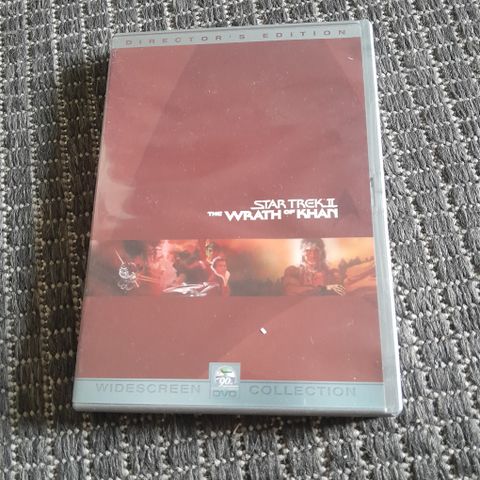 DIRECTOR'S EDITION
STAR TREK II
THE WRATH OF KHAN
WIDESCREEN DVD COLLECTION